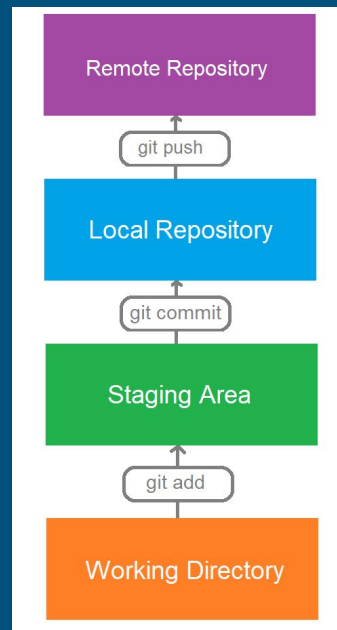 Remote Repository
git push
Local Repository
git commit
Staging Area
git add
Working Directory